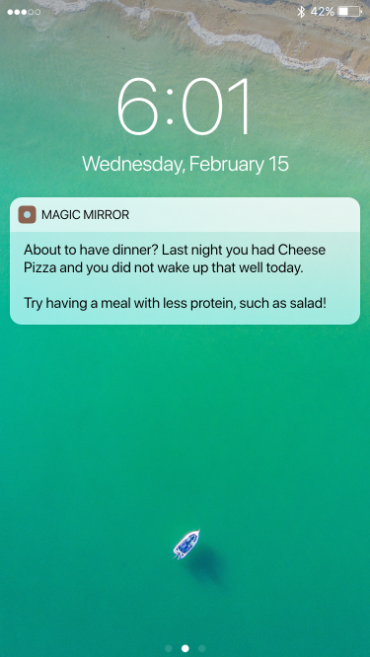 42%
6:01
Wednesday, February 15
MAGIC MIRROR
About to have dinner? Last night you had Cheese
Pizza and you did not wake up that well today.
Try having a meal with less protein, such as salad!